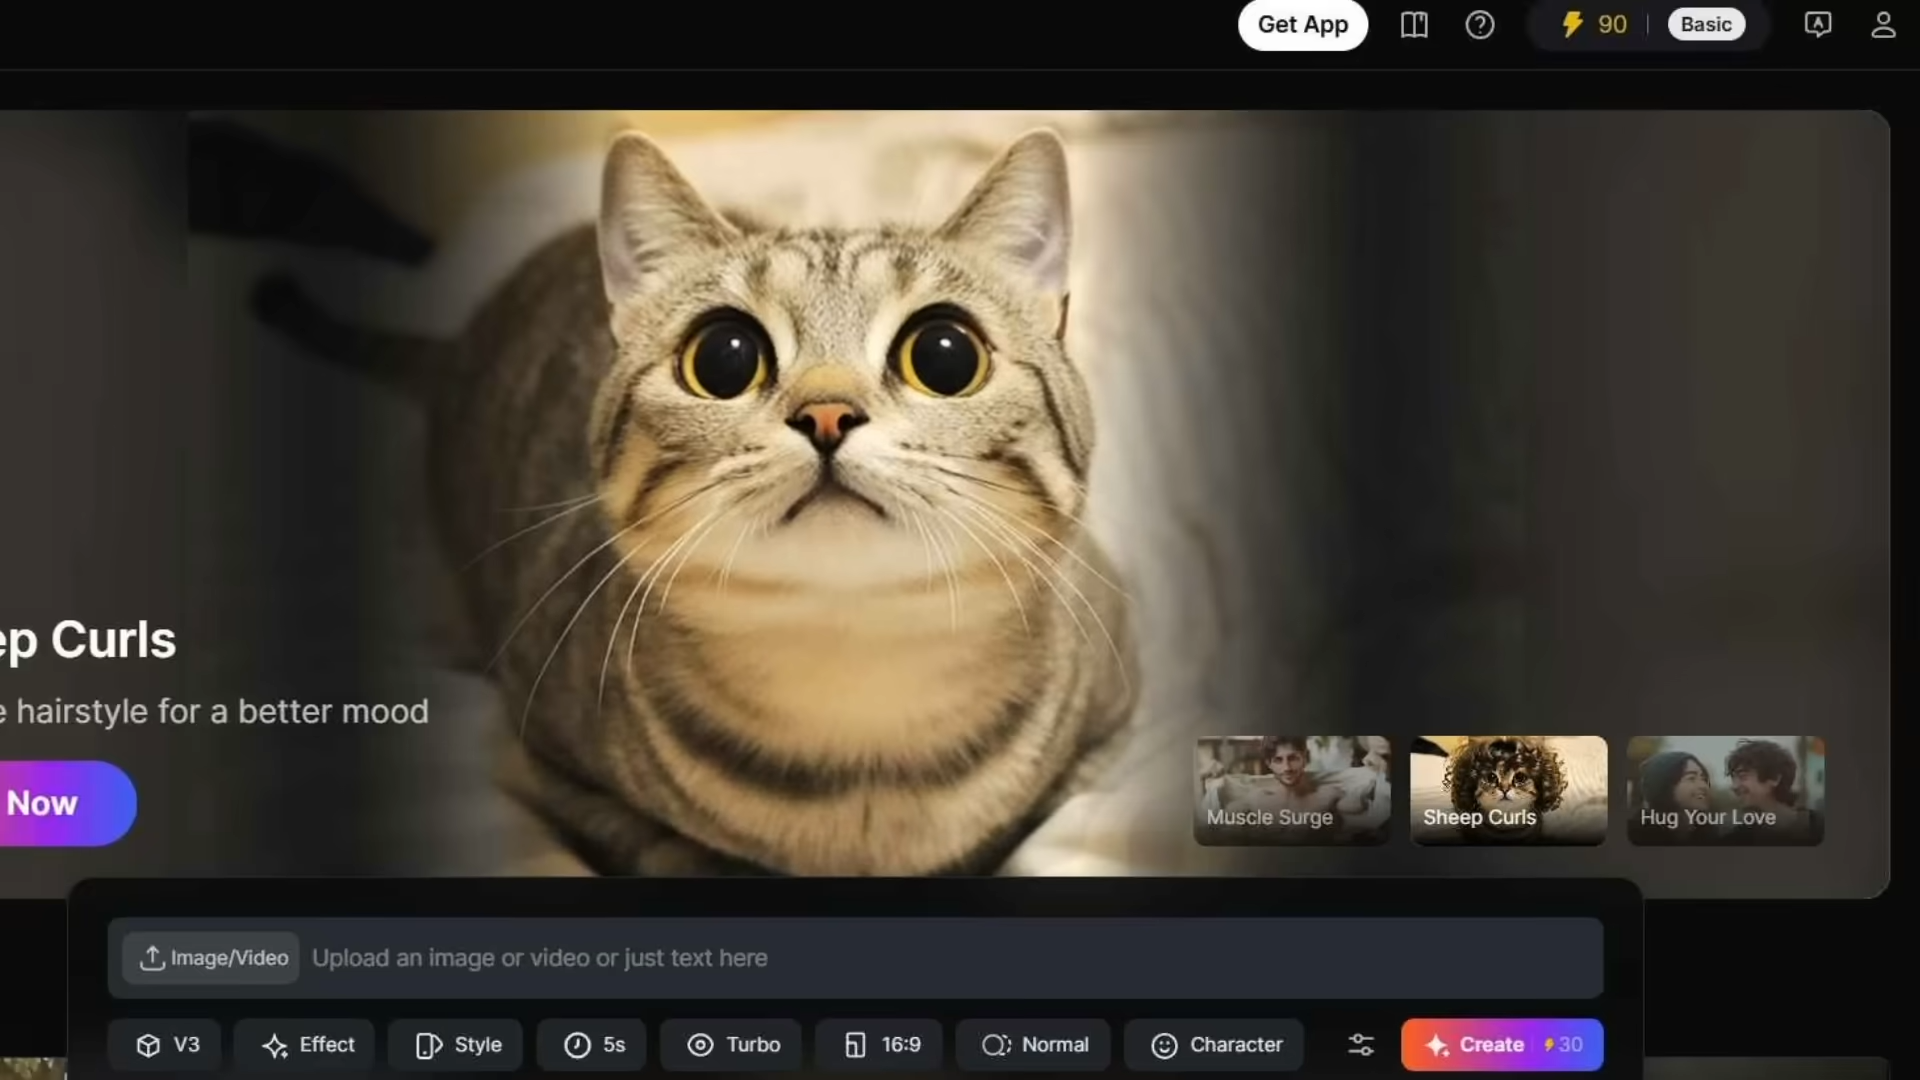 Get App
90
Basic
ep Curls
e hairstyle for a better mood
Now
Muscle Surge
Sheep Curls
Hug Your Love
Image/Video
Upload an image or video or just text here
V3
Effect
Style
5s
Turbo
16:9
Normal
Character
Create
30